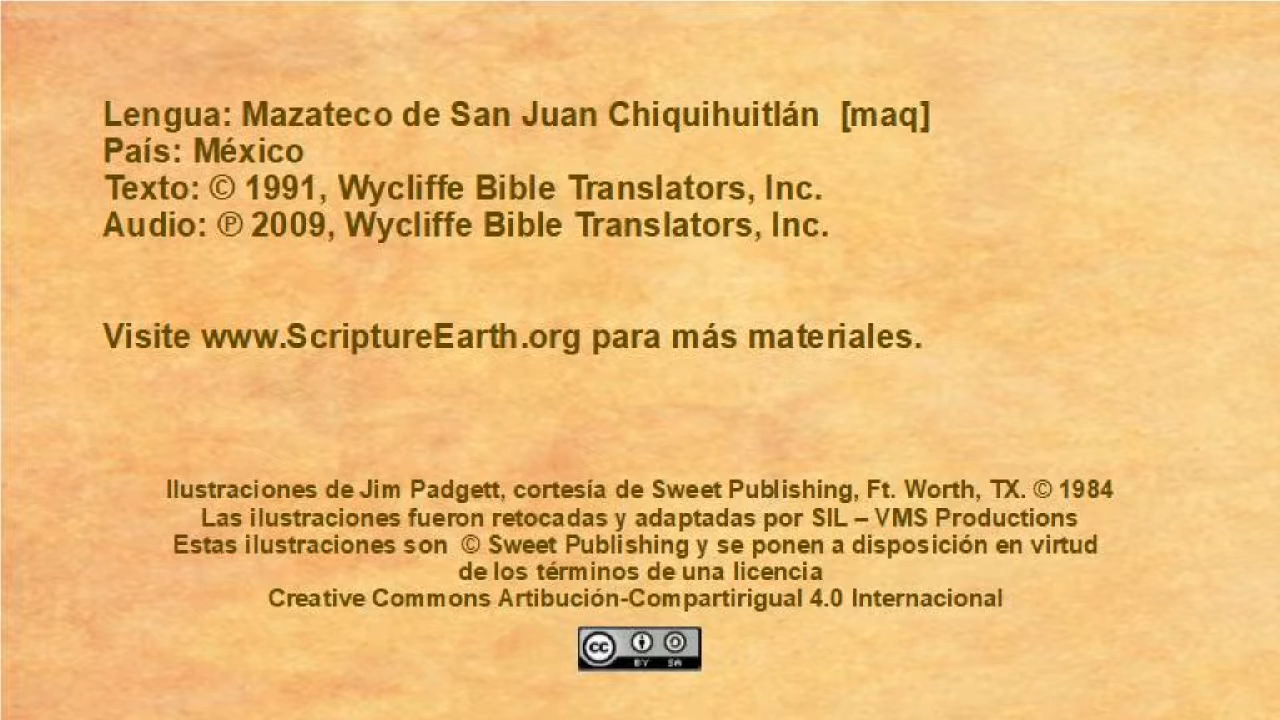 Lengua: Mazateco de San Juan Chiquihuitlán [maq]
País: México
Texto: © 1991, Wycliffe Bible Translators, Inc.
Audio: ℗ 2009, Wycliffe Bible Translators, Inc.
Visite www.ScriptureEarth.org para más materiales.
Ilustraciones de Jim Padgett, cortesía de Sweet Publishing, Ft. Worth, TX. © 1984
Las ilustraciones fueron retocadas y adaptadas por SIL – VMS Productions
Estas ilustraciones son © Sweet Publishing y se ponen a disposición en virtud
de los términos de una licencia
Creative Commons Artibución-Compartirigual 4.0 Internacional
cc BY SA